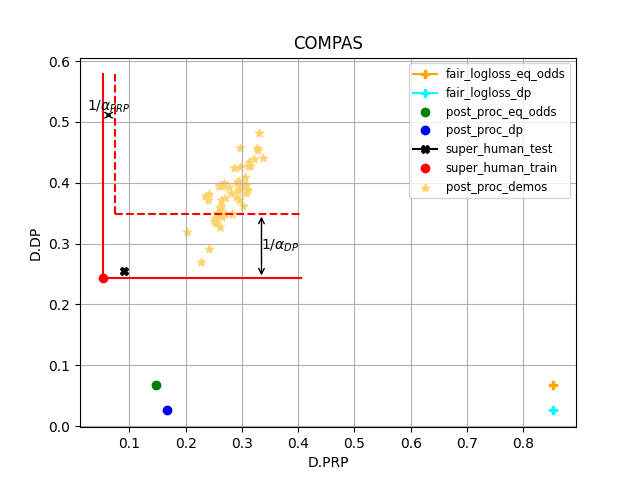 COMPAS
0.6
0.5
0.4
0.3
0.2
0.1
0.0
D.DP
1/α_PRP
1/α_DP
fair_logloss_eq_odds
fair_logloss_dp
post_proc_eq_odds
post_proc_dp
super_human_test
super_human_train
post_proc_demos
0.1 0.2 0.3 0.4 0.5 0.6 0.7 0.8
D.PRP